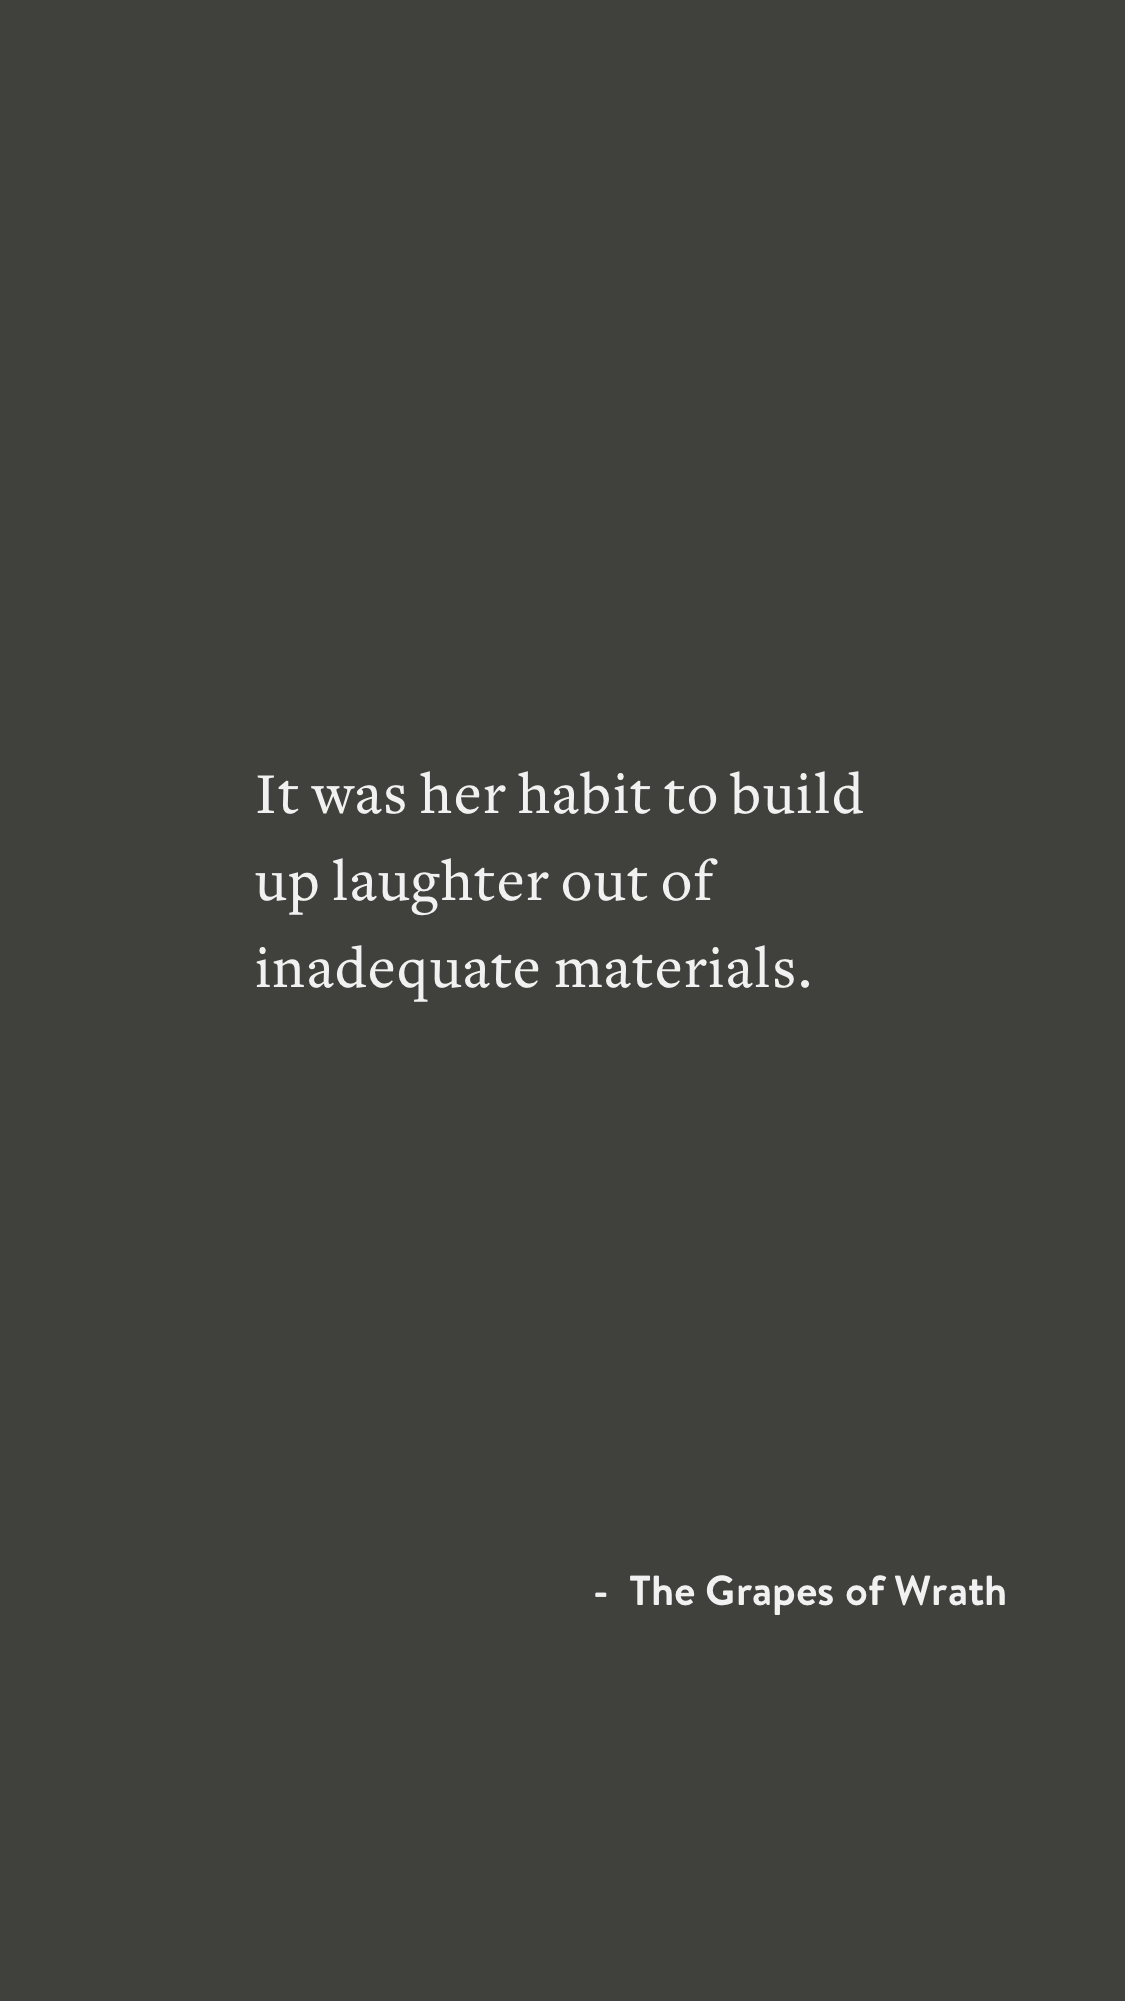 It was her habit to build
up laughter out of
inadequate materials.
- The Grapes of Wrath